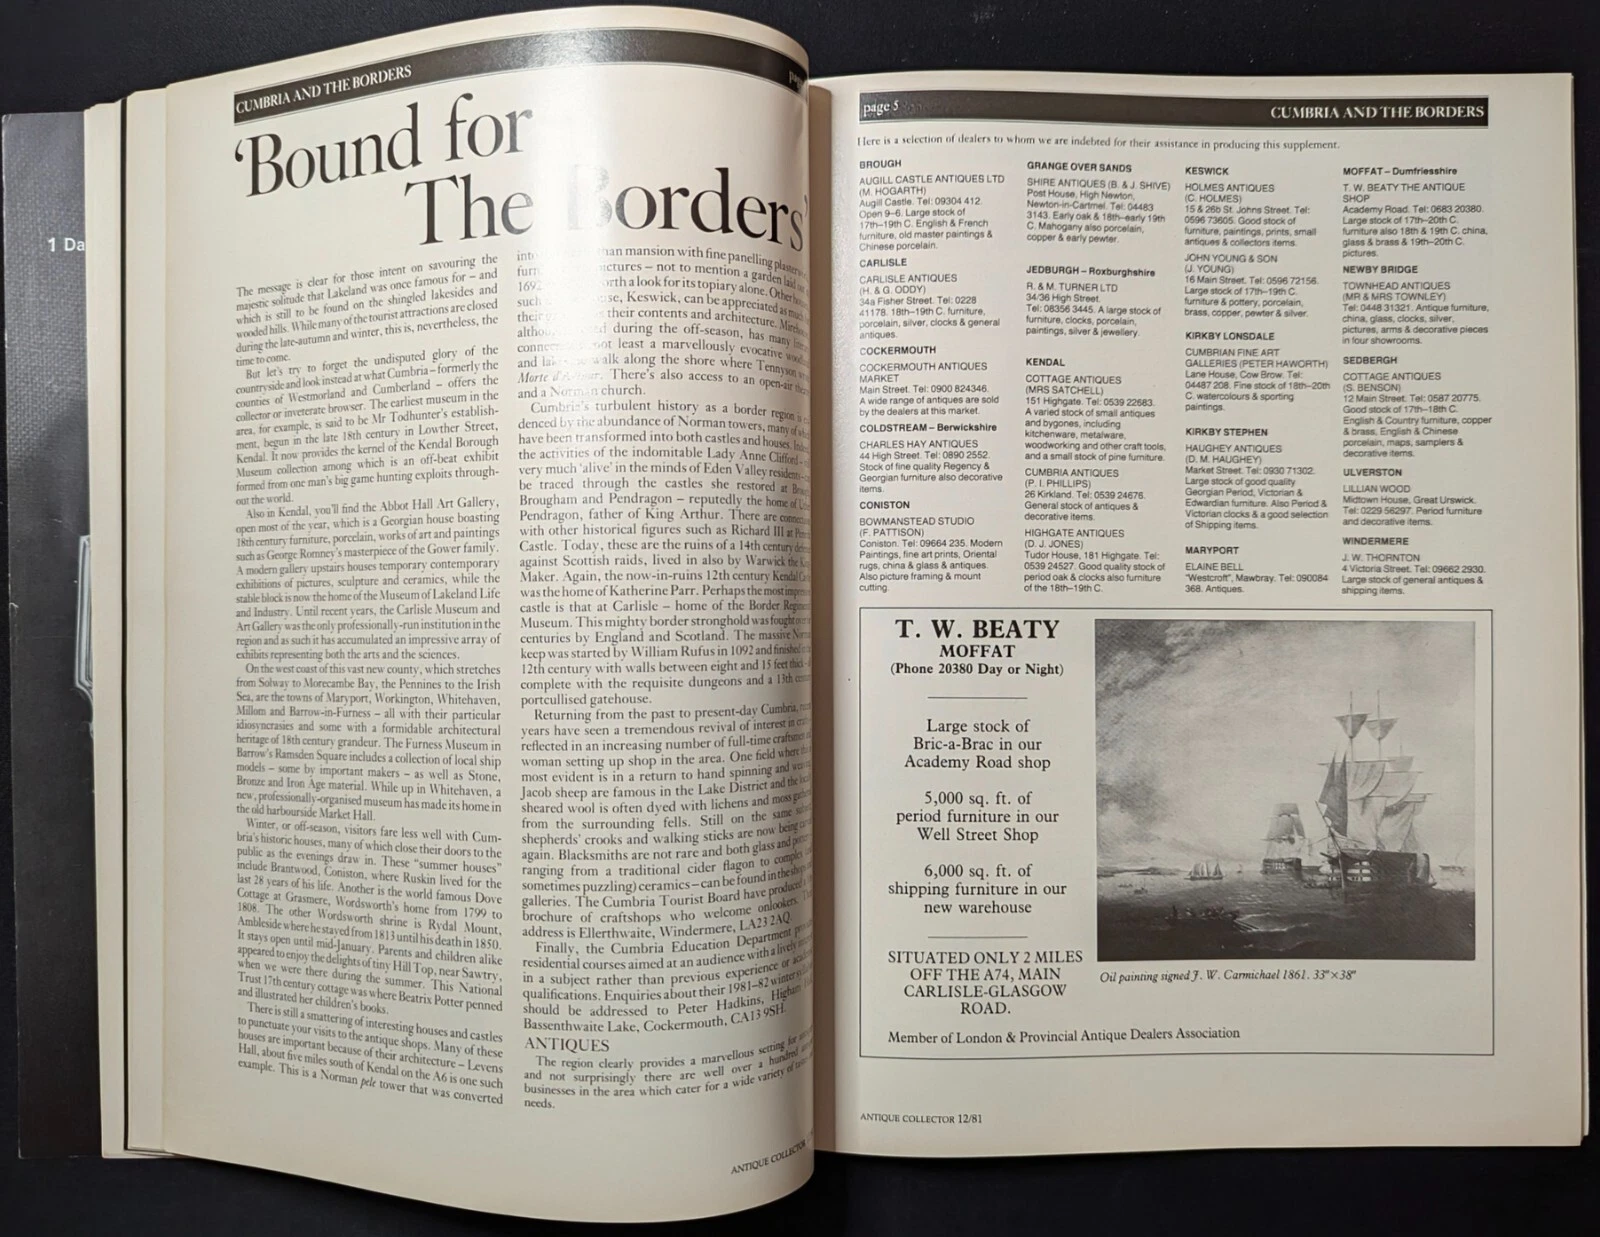 1 Da
CUMBRIA AND THE BORDERS
'Bound for
The Borders'
The message is clear for those intent on savouring the
majestic solitude that Lakeland was once famous for – and
which is still to be found on the shingled lakesides and
wooded hills. While many of the tourist attractions are closed
during the late-autumn and winter, this is, nevertheless, the
time to come.
But let's try to forget the undisputed glory of the
countryside and look instead at what Cumbria – formerly the
counties of Westmorland and Cumberland – offers the
collector or inveterate browser. The earliest museum in the
area, for example, is said to be Mr Todhunter's establish-
ment, begun in the late 18th century in Lowther Street,
Kendal. It now provides the kernel of the Kendal Borough
Museum collection among which is an off-beat exhibit
formed from one man's big game hunting exploits through-
out the world.
Also in Kendal, you'll find the Abbot Hall Art Gallery,
open most of the year, which is a Georgian house boasting
18th century furniture, porcelain, works of art and paintings
such as George Romney's masterpiece of the Gower family.
A modern gallery upstairs houses temporary contemporary
exhibitions of pictures, sculpture and ceramics, while the
stable block is now the home of the Museum of Lakeland Life
and Industry. Until recent years, the Carlisle Museum and
Art Gallery was the only professionally-run institution in the
region and as such it has accumulated an impressive array of
exhibits representing both the arts and the sciences.
On the west coast of this vast new county, which stretches
from Solway to Morecambe Bay, the Pennines to the Irish
Sea, are the towns of Maryport, Workington, Whitehaven,
Millom and Barrow-in-Furness – all with their particular
idiosyncrasies and some with a formidable architectural
heritage of 18th century grandeur. The Furness Museum in
Barrow's Ramsden Square includes a collection of local ship
models – some by important makers – as well as Stone,
Bronze and Iron Age material. While up in Whitehaven, a
new, professionally-organised museum has made its home in
the old harbourside Market Hall.
Winter, or off-season, visitors fare less well with Cum-
bria's historic houses, many of which close their doors to the
public as the evenings draw in. These "summer houses"
include Brantwood, Coniston, where Ruskin lived for the
last 28 years of his life. Another is the world famous Dove
Cottage at Grasmere, Wordsworth's home from 1799 to
1808. The other Wordsworth shrine is Rydal Mount,
Ambleside where he stayed from 1813 until his death in 1850.
It stays open until mid-January. Parents and children alike
appeared to enjoy the delights of tiny Hill Top, near Sawtry,
when we were there during the summer. This National
Trust 17th century cottage was where Beatrix Potter penned
and illustrated her children's books.
There is still a smattering of interesting houses and castles
to punctuate your visits to the antique shops. Many of these
houses are important because of their architecture – Levens
Hall, about five miles south of Kendal on the A6 is one such
example. This is a Norman pele tower that was converted
into man mansion with fine panelling plaster
furn ictures – not to mention a garden laid
1692 orth a look for its topiary alone. Other
such se, Keswick, can be appreciated as much
their their contents and architecture. Mirehouse
altho d during the off-season, has many
connec not least a marvellously evocative
and walk along the shore where Tennyson
Morte d'Arthur. There's also access to an open-air
and a Norman church.
Cumbria's turbulent history as a border region is
denced by the abundance of Norman towers, many of which
have been transformed into both castles and houses.
the activities of the indomitable Lady Anne Clifford
very much 'alive' in the minds of Eden Valley residents
be traced through the castles she restored at
Brougham and Pendragon – reputedly the home of
Pendragon, father of King Arthur. There are connections
with other historical figures such as Richard III at
Castle. Today, these are the ruins of a 14th century
against Scottish raids, lived in also by Warwick the King
Maker. Again, the now-in-ruins 12th century Kendal
was the home of Katherine Parr. Perhaps the most
castle is that at Carlisle – home of the Border Regiment
Museum. This mighty border stronghold was fought over
centuries by England and Scotland. The massive Norman
keep was started by William Rufus in 1092 and finished
12th century with walls between eight and 15 feet thick
complete with the requisite dungeons and a 13th century
portcullised gatehouse.
Returning from the past to present-day Cumbria,
years have seen a tremendous revival of interest in
reflected in an increasing number of full-time craftsmen
woman setting up shop in the area. One field where this
most evident is in a return to hand spinning and
Jacob sheep are famous in the Lake District and the
sheared wool is often dyed with lichens and moss
from the surrounding fells. Still on the same
shepherds' crooks and walking sticks are now being
again. Blacksmiths are not rare and both glass and
ranging from a traditional cider flagon to complex
sometimes puzzling) ceramics – can be found in the
galleries. The Cumbria Tourist Board have produced a
brochure of craftshops who welcome onlookers.
address is Ellerthwaite, Windermere, LA23 2AQ.
Finally, the Cumbria Education Department
residential courses aimed at an audience with a lively
in a subject rather than previous experience or
qualifications. Enquiries about their 1981–82 winter
should be addressed to Peter Hadkins, Higham
Bassenthwaite Lake, Cockermouth, CA13 9SH.
ANTIQUES
The region clearly provides a marvellous setting for
and not surprisingly there are well over a hundred
businesses in the area which cater for a wide variety of
needs.
ANTIQUE COLLECTOR
page 5
CUMBRIA AND THE BORDERS
Here is a selection of dealers to whom we are indebted for their assistance in producing this supplement.
BROUGH
AUGILL CASTLE ANTIQUES LTD
(M. HOGARTH)
Augill Castle. Tel: 09304 412.
Open 9–6. Large stock of
17th–19th C. English & French
furniture, old master paintings &
Chinese porcelain.
CARLISLE
CARLISLE ANTIQUES
(H. & G. ODDY)
34a Fisher Street. Tel: 0228
41178. 18th–19th C. furniture,
porcelain, silver, clocks & general
antiques.
COCKERMOUTH
COCKERMOUTH ANTIQUES
MARKET
Main Street. Tel: 0900 824346.
A wide range of antiques are sold
by the dealers at this market.
COLDSTREAM – Berwickshire
CHARLES HAY ANTIQUES
44 High Street. Tel: 0890 2552.
Stock of fine quality Regency &
Georgian furniture also decorative
items.
CONISTON
BOWMANSTEAD STUDIO
(F. PATTISON)
Coniston. Tel: 09664 235. Modern
Paintings, fine art prints, Oriental
rugs, china & glass & antiques.
Also picture framing & mount
cutting.
GRANGE OVER SANDS
SHIRE ANTIQUES (B. & J. SHIVE)
Post House, High Newton,
Newton-in-Cartmel. Tel: 04483
3143. Early oak & 18th–early 19th
C. Mahogany also porcelain,
copper & early pewter.
JEDBURGH – Roxburghshire
R. & M. TURNER LTD
34/36 High Street.
Tel: 08356 3445. A large stock of
furniture, clocks, porcelain,
paintings, silver & jewellery.
KENDAL
COTTAGE ANTIQUES
(MRS SATCHELL)
151 Highgate. Tel: 0539 22683.
A varied stock of small antiques
and bygones, including
kitchenware, metalware,
woodworking and other craft tools,
and a small stock of pine furniture.
CUMBRIA ANTIQUES
(P. I. PHILLIPS)
26 Kirkland. Tel: 0539 24676.
General stock of antiques &
decorative items.
HIGHGATE ANTIQUES
(D. J. JONES)
Tudor House, 181 Highgate. Tel:
0539 24527. Good quality stock of
period oak & clocks also furniture
of the 18th–19th C.
KESWICK
HOLMES ANTIQUES
(C. HOLMES)
15 & 26b St. Johns Street. Tel:
0596 73605. Good stock of
furniture, paintings, prints, small
antiques & collectors items.
JOHN YOUNG & SON
(J. YOUNG)
16 Main Street. Tel: 0596 72156.
Large stock of 17th–19th C.
furniture & pottery, porcelain,
brass, copper, pewter & silver.
KIRKBY LONSDALE
CUMBRIAN FINE ART
GALLERIES (PETER HAWORTH)
Lane House, Cow Brow. Tel:
04487 208. Fine stock of 18th–20th
C. watercolours & sporting
paintings.
KIRKBY STEPHEN
HAUGHEY ANTIQUES
(D. M. HAUGHEY)
Market Street. Tel: 0930 71302.
Large stock of good quality
Georgian Period, Victorian &
Edwardian furniture. Also Period &
Victorian clocks & a good selection
of Shipping items.
MARYPORT
ELAINE BELL
"Westcroft", Mawbray. Tel: 090084
368. Antiques.
MOFFAT – Dumfriesshire
T. W. BEATY THE ANTIQUE
SHOP
Academy Road. Tel: 0683 20380.
Large stock of 17th–20th C.
furniture also 18th & 19th C. china,
glass & brass & 19th–20th C.
pictures.
NEWBY BRIDGE
TOWNHEAD ANTIQUES
(MR & MRS TOWNLEY)
Tel: 0448 31321. Antique furniture,
china, glass, clocks, silver,
pictures, arms & decorative pieces
in four showrooms.
SEDBERGH
COTTAGE ANTIQUES
(S. BENSON)
12 Main Street. Tel: 0587 20775.
Good stock of 17th–18th C.
English & Country furniture, copper
& brass, English & Chinese
porcelain, maps, samplers &
decorative items.
ULVERSTON
LILLIAN WOOD
Midtown House, Great Urswick.
Tel: 0229 56297. Period furniture
and decorative items.
WINDERMERE
J. W. THORNTON
4 Victoria Street. Tel: 09662 2930.
Large stock of general antiques &
shipping items.
T. W. BEATY
MOFFAT
(Phone 20380 Day or Night)
Large stock of
Bric-a-Brac in our
Academy Road shop
5,000 sq. ft. of
period furniture in our
Well Street Shop
6,000 sq. ft. of
shipping furniture in our
new warehouse
SITUATED ONLY 2 MILES
OFF THE A74, MAIN
CARLISLE-GLASGOW
ROAD.
Oil painting signed J. W. Carmichael 1861. 33"×38"
Member of London & Provincial Antique Dealers Association
ANTIQUE COLLECTOR 12/81